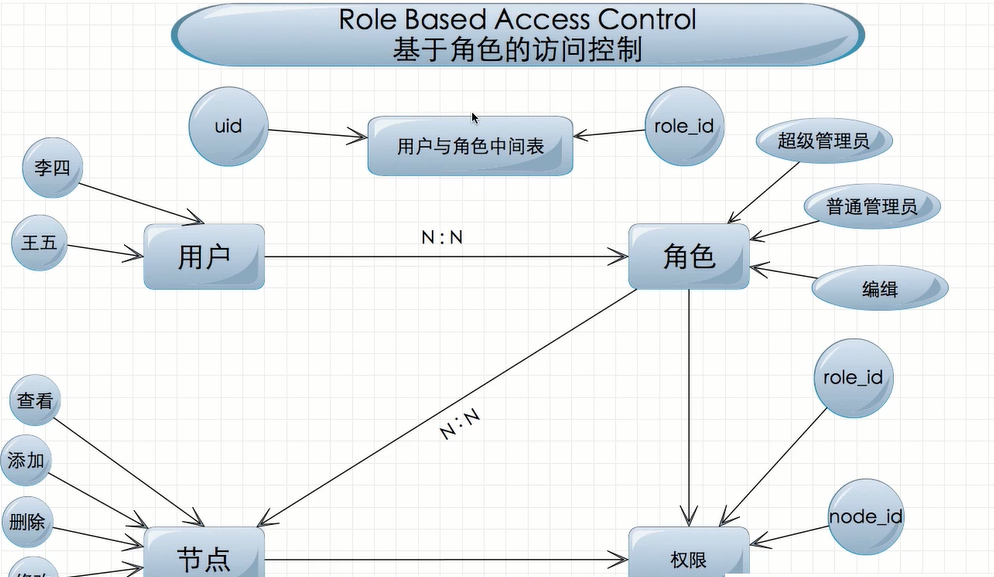 Role Based Access Control
基于角色的访问控制
uid
用户与角色中间表
role_id
超级管理员
李四
普通管理员
王五
用户
N : N
角色
编缉
role_id
查看
N : N
添加
node_id
删除
节点
权限